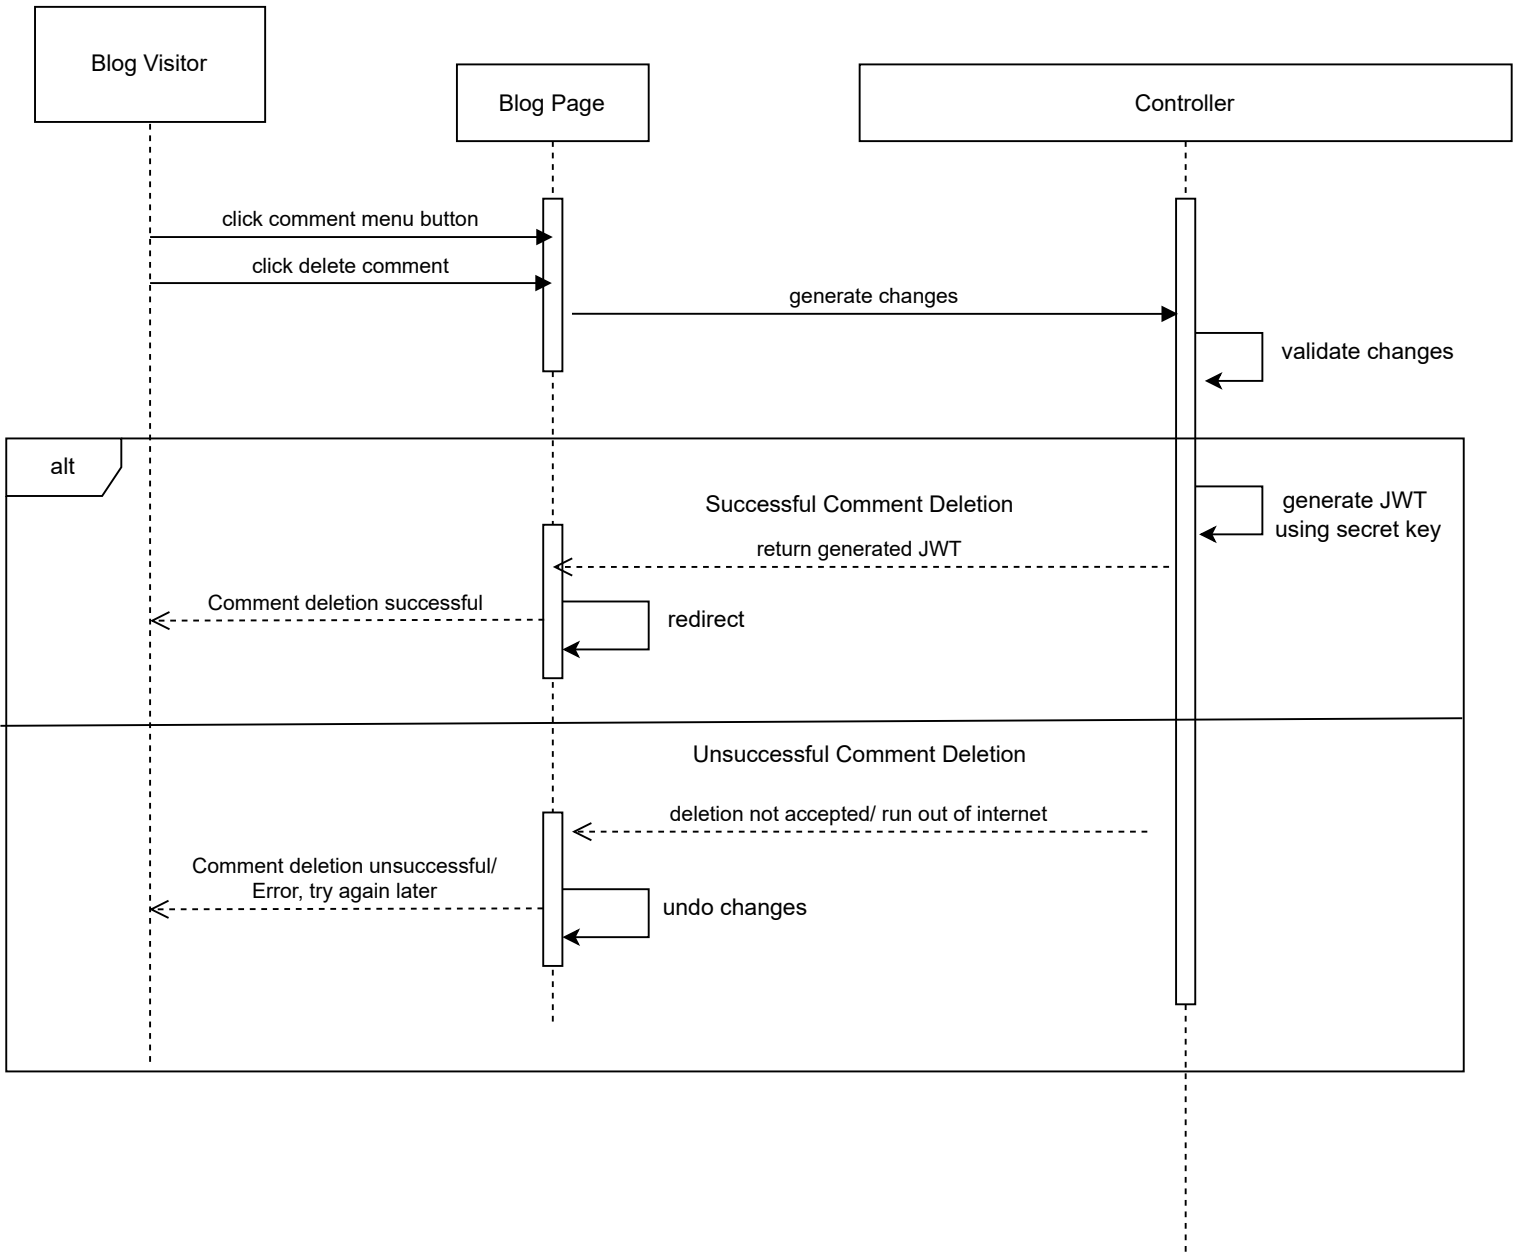 Blog Visitor
Blog Page
Controller
click comment menu button
click delete comment
generate changes
validate changes
alt
Successful Comment Deletion
generate JWT
using secret key
return generated JWT
Comment deletion successful
redirect
Unsuccessful Comment Deletion
deletion not accepted/ run out of internet
Comment deletion unsuccessful/
Error, try again later
undo changes